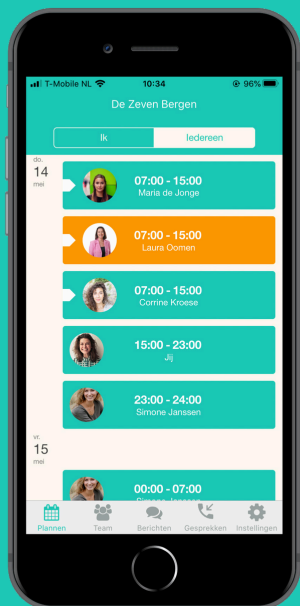 T-Mobile NL 10:34 96%
De Zeven Bergen
Ik Iedereen
do.
14
mei
07:00 - 15:00
Maria de Jonge
07:00 - 15:00
Laura Oomen
07:00 - 15:00
Corrine Kroese
15:00 - 23:00
Jij
23:00 - 24:00
Simone Janssen
vr.
15
mei
00:00 - 07:00
Simone Janssen
Plannen Team Berichten Gesprekken Instellingen